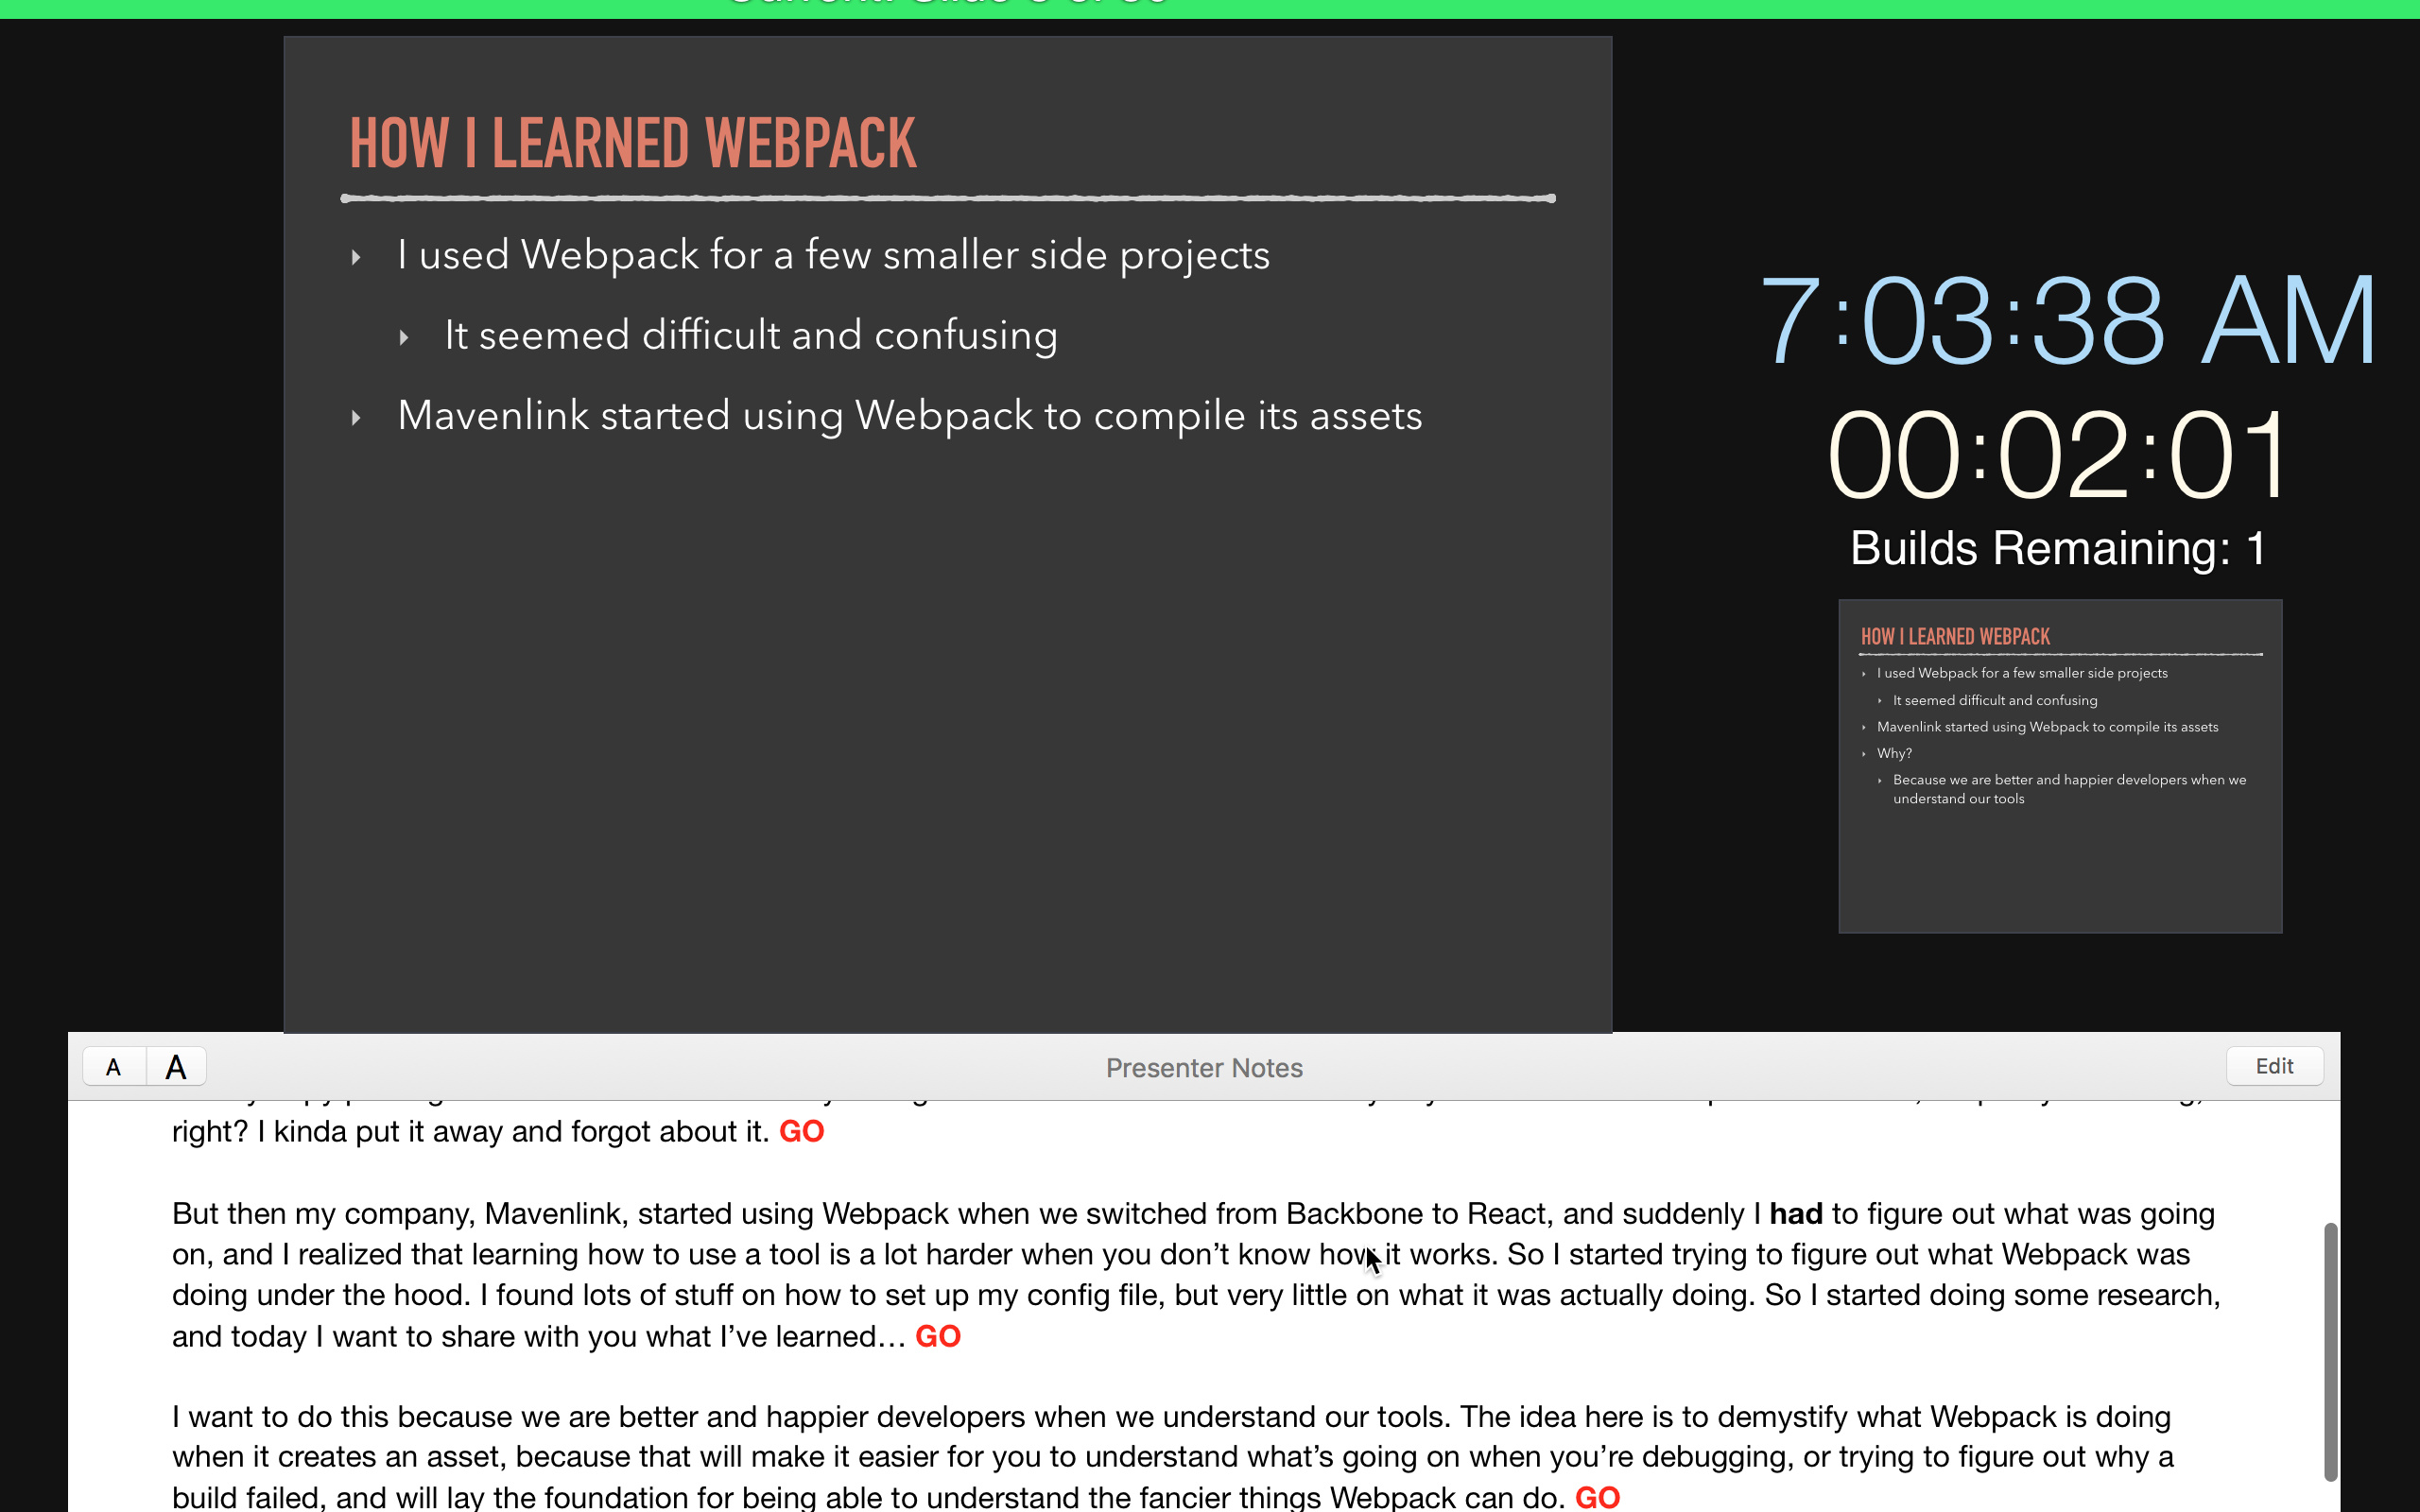 HOW I LEARNED WEBPACK
I used Webpack for a few smaller side projects
It seemed difficult and confusing
Mavenlink started using Webpack to compile its assets
7:03:38 AM
00:02:01
Builds Remaining: 1
HOW I LEARNED WEBPACK
I used Webpack for a few smaller side projects
It seemed difficult and confusing
Mavenlink started using Webpack to compile its assets
Why?
Because we are better and happier developers when we
understand our tools
A A Presenter Notes Edit
right? I kinda put it away and forgot about it. GO
But then my company, Mavenlink, started using Webpack when we switched from Backbone to React, and suddenly I had to figure out what was going
on, and I realized that learning how to use a tool is a lot harder when you don’t know how it works. So I started trying to figure out what Webpack was
doing under the hood. I found lots of stuff on how to set up my config file, but very little on what it was actually doing. So I started doing some research,
and today I want to share with you what I’ve learned… GO
I want to do this because we are better and happier developers when we understand our tools. The idea here is to demystify what Webpack is doing
when it creates an asset, because that will make it easier for you to understand what’s going on when you’re debugging, or trying to figure out why a
build failed, and will lay the foundation for being able to understand the fancier things Webpack can do. GO